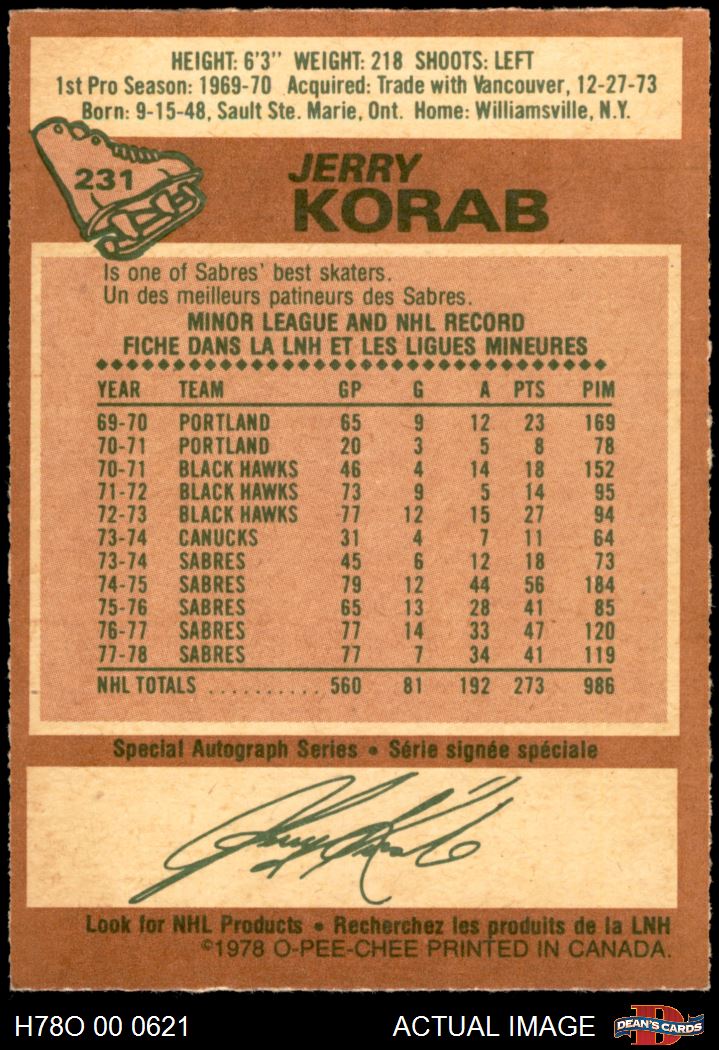 HEIGHT: 6'3" WEIGHT: 218 SHOOTS: LEFT
1st Pro Season: 1969-70 Acquired: Trade with Vancouver, 12-27-73
Born: 9-15-48, Sault Ste. Marie, Ont. Home: Williamsville, N.Y.
231
JERRY
KORAB
Is one of Sabres' best skaters.
Un des meilleurs patineurs des Sabres.
MINOR LEAGUE AND NHL RECORD
FICHE DANS LA LNH ET LES LIGUES MINEURES
YEAR TEAM GP G A PTS PIM
69-70 PORTLAND 65 9 12 23 169
70-71 PORTLAND 20 3 5 8 78
70-71 BLACK HAWKS 46 4 14 18 152
71-72 BLACK HAWKS 73 9 5 14 95
72-73 BLACK HAWKS 77 12 15 27 94
73-74 CANUCKS 31 4 7 11 64
73-74 SABRES 45 6 12 18 73
74-75 SABRES 79 12 44 56 184
75-76 SABRES 65 13 28 41 85
76-77 SABRES 77 14 33 47 120
77-78 SABRES 77 7 34 41 119
NHL TOTALS .......... 560 81 192 273 986
Special Autograph Series • Série signée spéciale
Jerry Korab
Look for NHL Products • Recherchez les produits de la LNH
©1978 O-PEE-CHEE PRINTED IN CANADA.
H78O 00 0621 ACTUAL IMAGE
D
DEAN'S CARDS